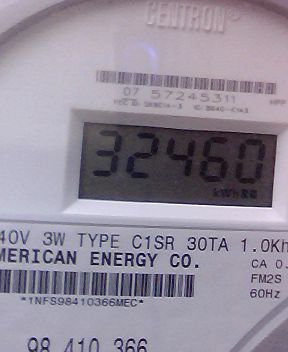 CENTRON®
07 57245311
32460
kWh
40V 3W TYPE C1SR 30TA 1.0Kh
MERICAN ENERGY CO.
CA 0.
FM2S
60Hz
*1NFS98410366MEC*
98 410 366